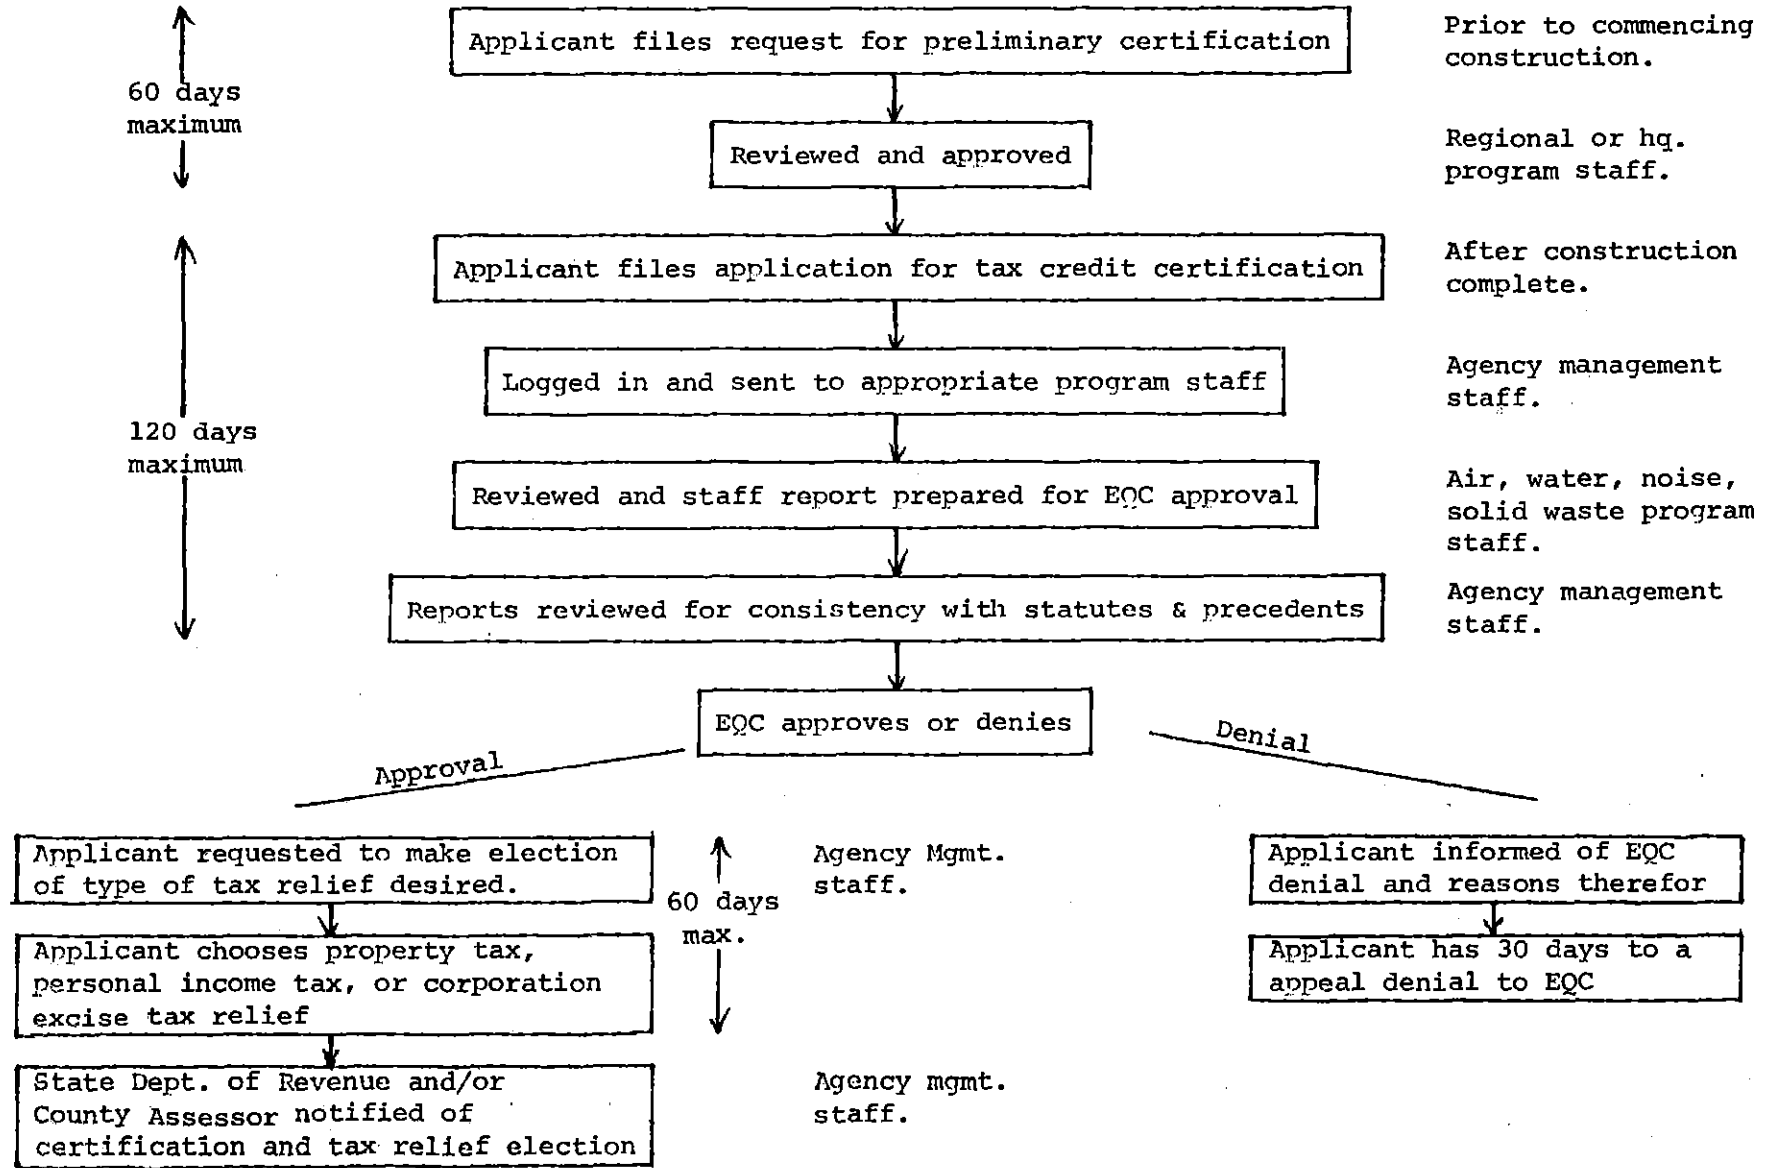 Applicant files request for preliminary certification
Prior to commencing
construction.
60 days
maximum
Reviewed and approved
Regional or hq.
program staff.
Applicant files application for tax credit certification
After construction
complete.
Logged in and sent to appropriate program staff
Agency management
staff.
120 days
maximum
Reviewed and staff report prepared for EQC approval
Air, water, noise,
solid waste program
staff.
Reports reviewed for consistency with statutes & precedents
Agency management
staff.
EQC approves or denies
Approval
Denial
Applicant requested to make election
of type of tax relief desired.
60 days
max.
Agency Mgmt.
staff.
Applicant informed of EQC
denial and reasons therefor
Applicant chooses property tax,
personal income tax, or corporation
excise tax relief
Applicant has 30 days to a
appeal denial to EQC
State Dept. of Revenue and/or
County Assessor notified of
certification and tax relief election
Agency mgmt.
staff.